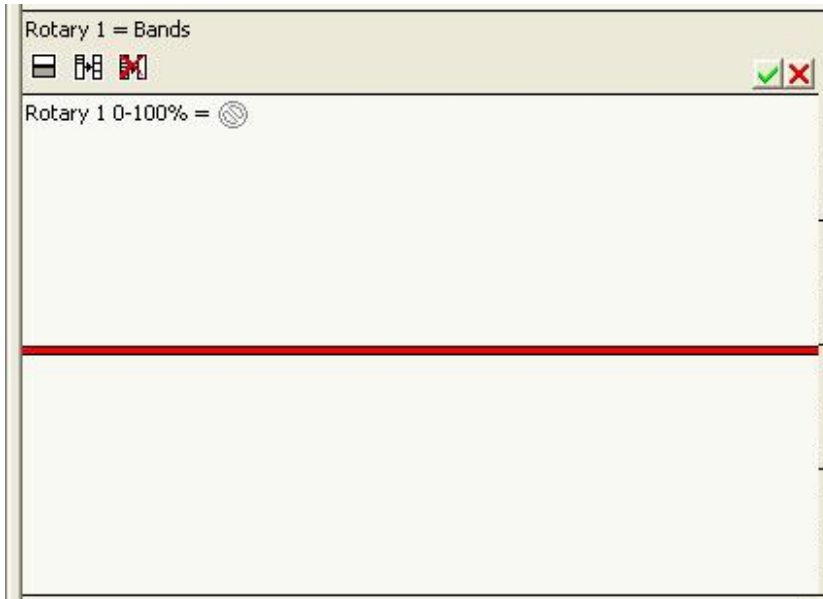 Rotary 1 = Bands
Rotary 1 0-100% =